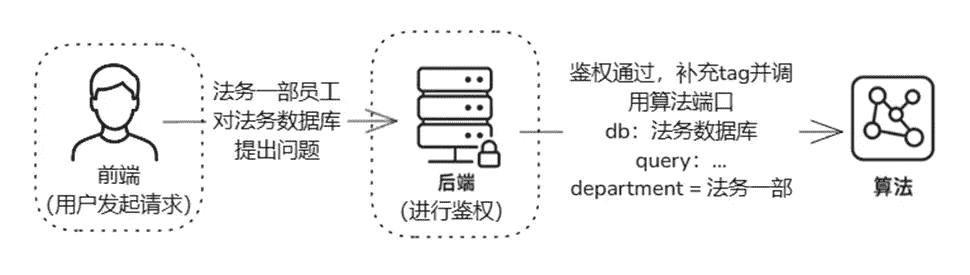 前端
(用户发起请求)
法务一部员工
对法务数据库
提出问题
后端
(进行鉴权)
鉴权通过，补充tag并调
用算法端口
db：法务数据库
query：...
department = 法务一部
算法